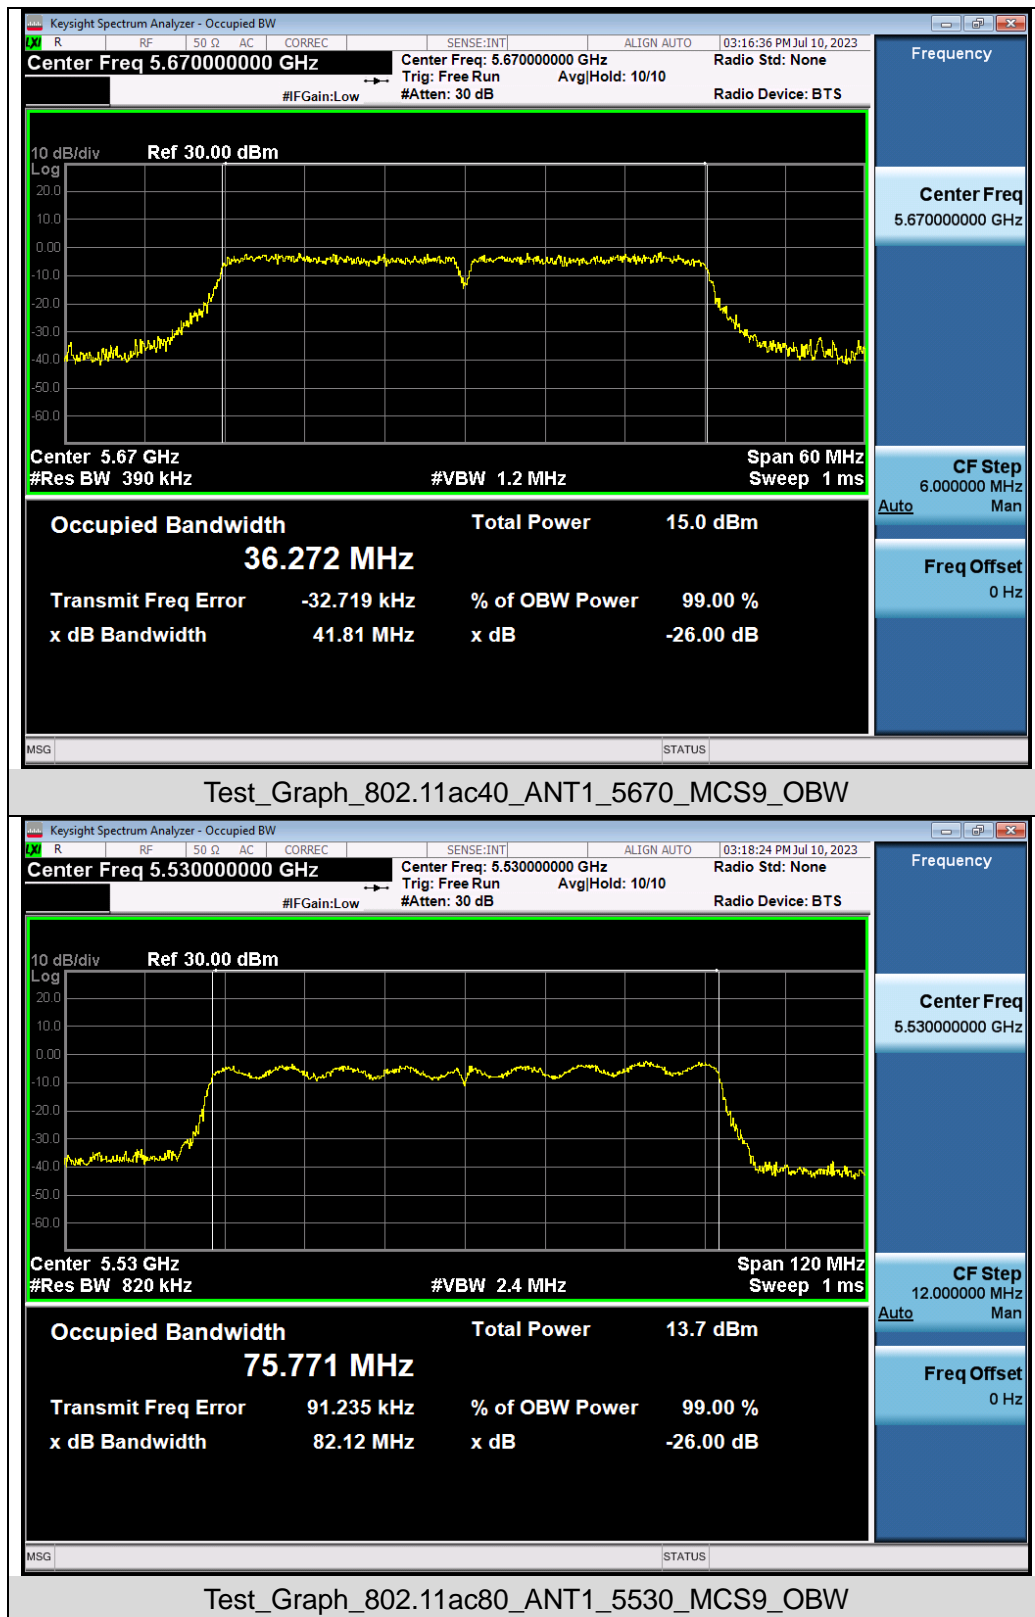 Keysight Spectrum Analyzer - Occupied BW
LXI R RF 50 Ω AC CORREC SENSE:INT ALIGN AUTO 03:16:36 PM Jul 10, 2023
Center Freq 5.670000000 GHz
Center Freq: 5.670000000 GHz
Radio Std: None
Trig: Free Run Avg|Hold: 10/10
#IFGain:Low
#Atten: 30 dB
Radio Device: BTS
Frequency
10 dB/div Ref 30.00 dBm
Log
20.0
10.0
0.00
-10.0
-20.0
-30.0
-40.0
-50.0
-60.0
Center Freq
5.670000000 GHz
Center 5.67 GHz Span 60 MHz
#Res BW 390 kHz #VBW 1.2 MHz Sweep 1 ms
CF Step
6.000000 MHz
Auto Man
Occupied Bandwidth Total Power 15.0 dBm
36.272 MHz
Freq Offset
0 Hz
Transmit Freq Error -32.719 kHz % of OBW Power 99.00 %
x dB Bandwidth 41.81 MHz x dB -26.00 dB
MSG STATUS
Test_Graph_802.11ac40_ANT1_5670_MCS9_OBW
Keysight Spectrum Analyzer - Occupied BW
LXI R RF 50 Ω AC CORREC SENSE:INT ALIGN AUTO 03:18:24 PM Jul 10, 2023
Center Freq 5.530000000 GHz
Center Freq: 5.530000000 GHz
Radio Std: None
Trig: Free Run Avg|Hold: 10/10
#IFGain:Low
#Atten: 30 dB
Radio Device: BTS
Frequency
10 dB/div Ref 30.00 dBm
Log
20.0
10.0
0.00
-10.0
-20.0
-30.0
-40.0
-50.0
-60.0
Center Freq
5.530000000 GHz
Center 5.53 GHz Span 120 MHz
#Res BW 820 kHz #VBW 2.4 MHz Sweep 1 ms
CF Step
12.000000 MHz
Auto Man
Occupied Bandwidth Total Power 13.7 dBm
75.771 MHz
Freq Offset
0 Hz
Transmit Freq Error 91.235 kHz % of OBW Power 99.00 %
x dB Bandwidth 82.12 MHz x dB -26.00 dB
MSG STATUS
Test_Graph_802.11ac80_ANT1_5530_MCS9_OBW